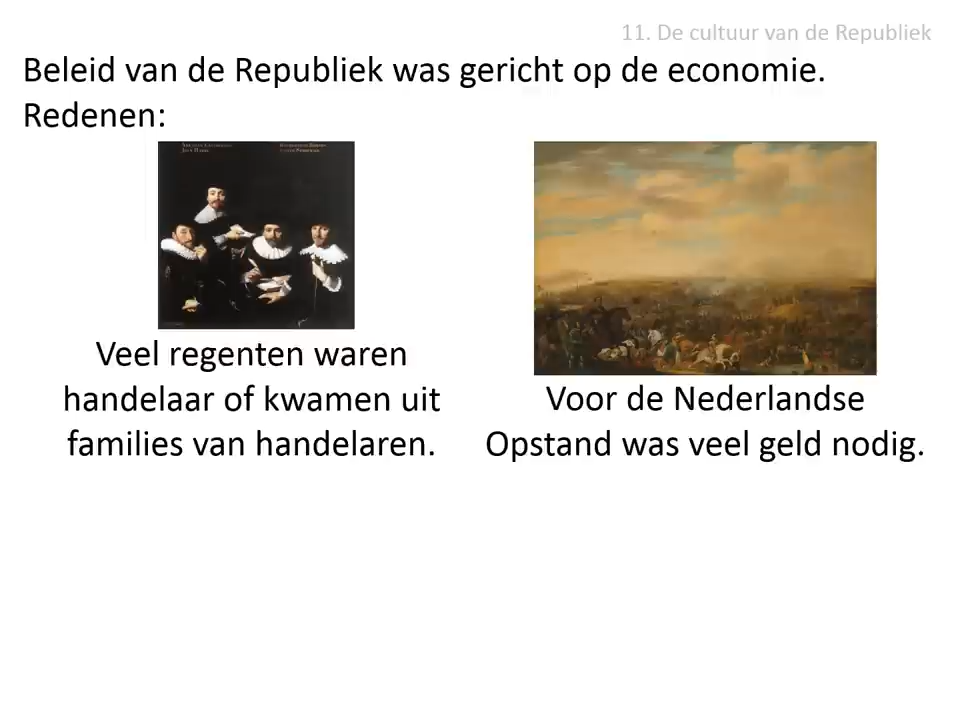 11. De cultuur van de Republiek
Beleid van de Republiek was gericht op de economie.
Redenen:
Veel regenten waren
handelaar of kwamen uit
families van handelaren.
Voor de Nederlandse
Opstand was veel geld nodig.